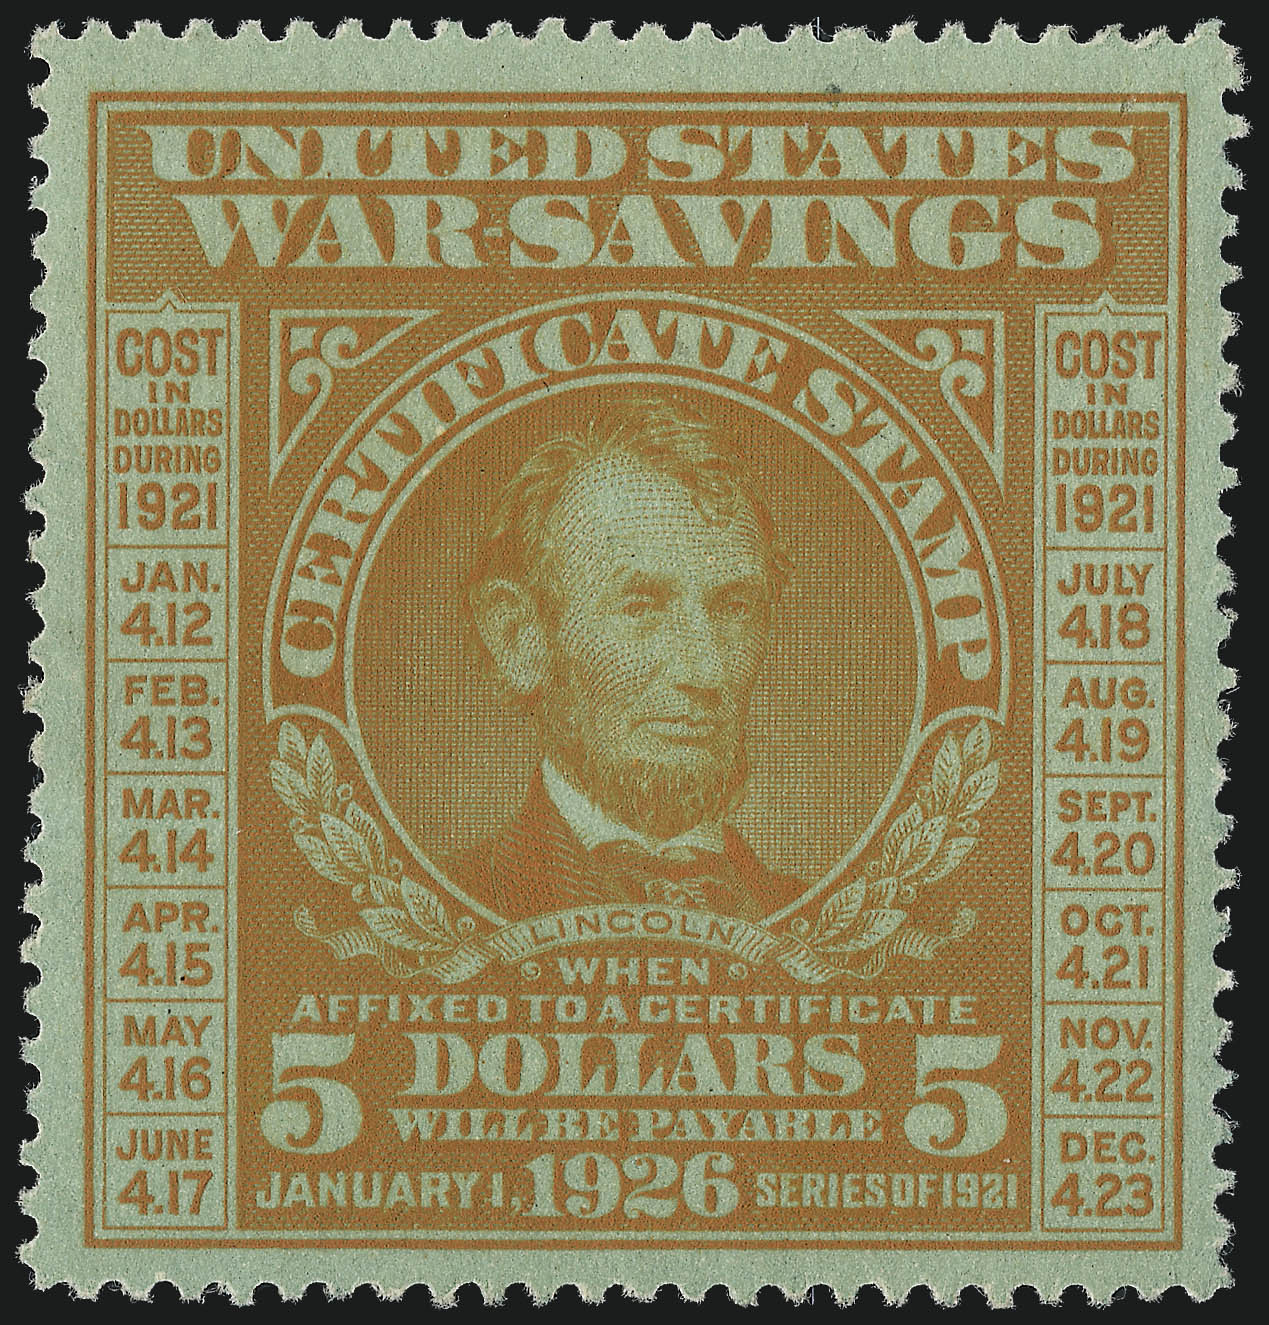 UNITED STATES
WAR-SAVINGS
CERTIFICATE STAMP
COST
IN
DOLLARS
DURING
1921
JAN.
4.12
FEB.
4.13
MAR.
4.14
APR.
4.15
MAY
4.16
JUNE
4.17
COST
IN
DOLLARS
DURING
1921
JULY
4.18
AUG.
4.19
SEPT.
4.20
OCT.
4.21
NOV.
4.22
DEC.
4.23
LINCOLN
WHEN
AFFIXED TO A CERTIFICATE
5 DOLLARS 5
WILL BE PAYABLE
JANUARY 1, 1926 SERIES OF 1921